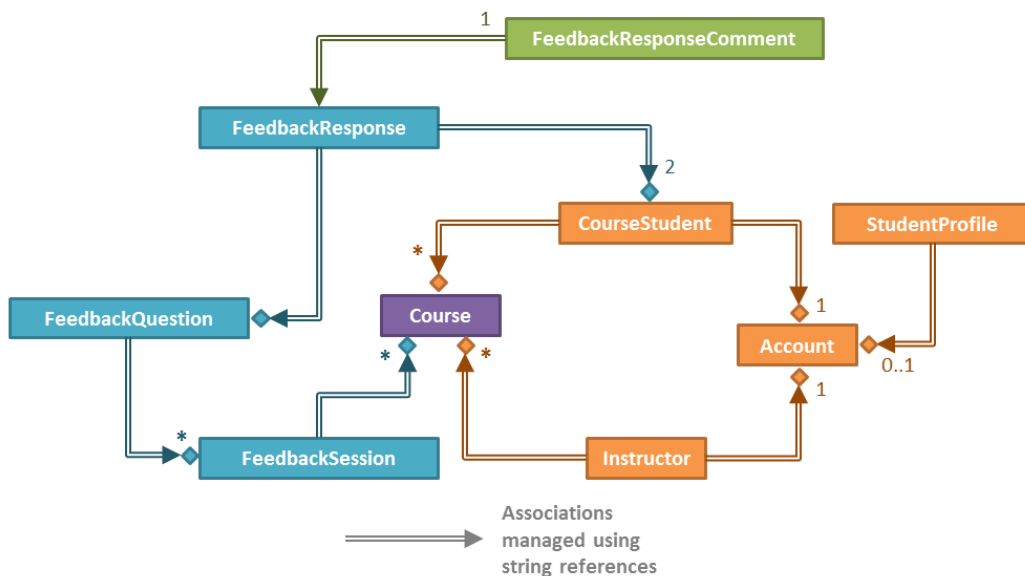 1
FeedbackResponseComment
FeedbackResponse
2
CourseStudent
StudentProfile
*
FeedbackQuestion
Course
1
Account
* *
0..1
1
*
FeedbackSession
Instructor
Associations
managed using
string references